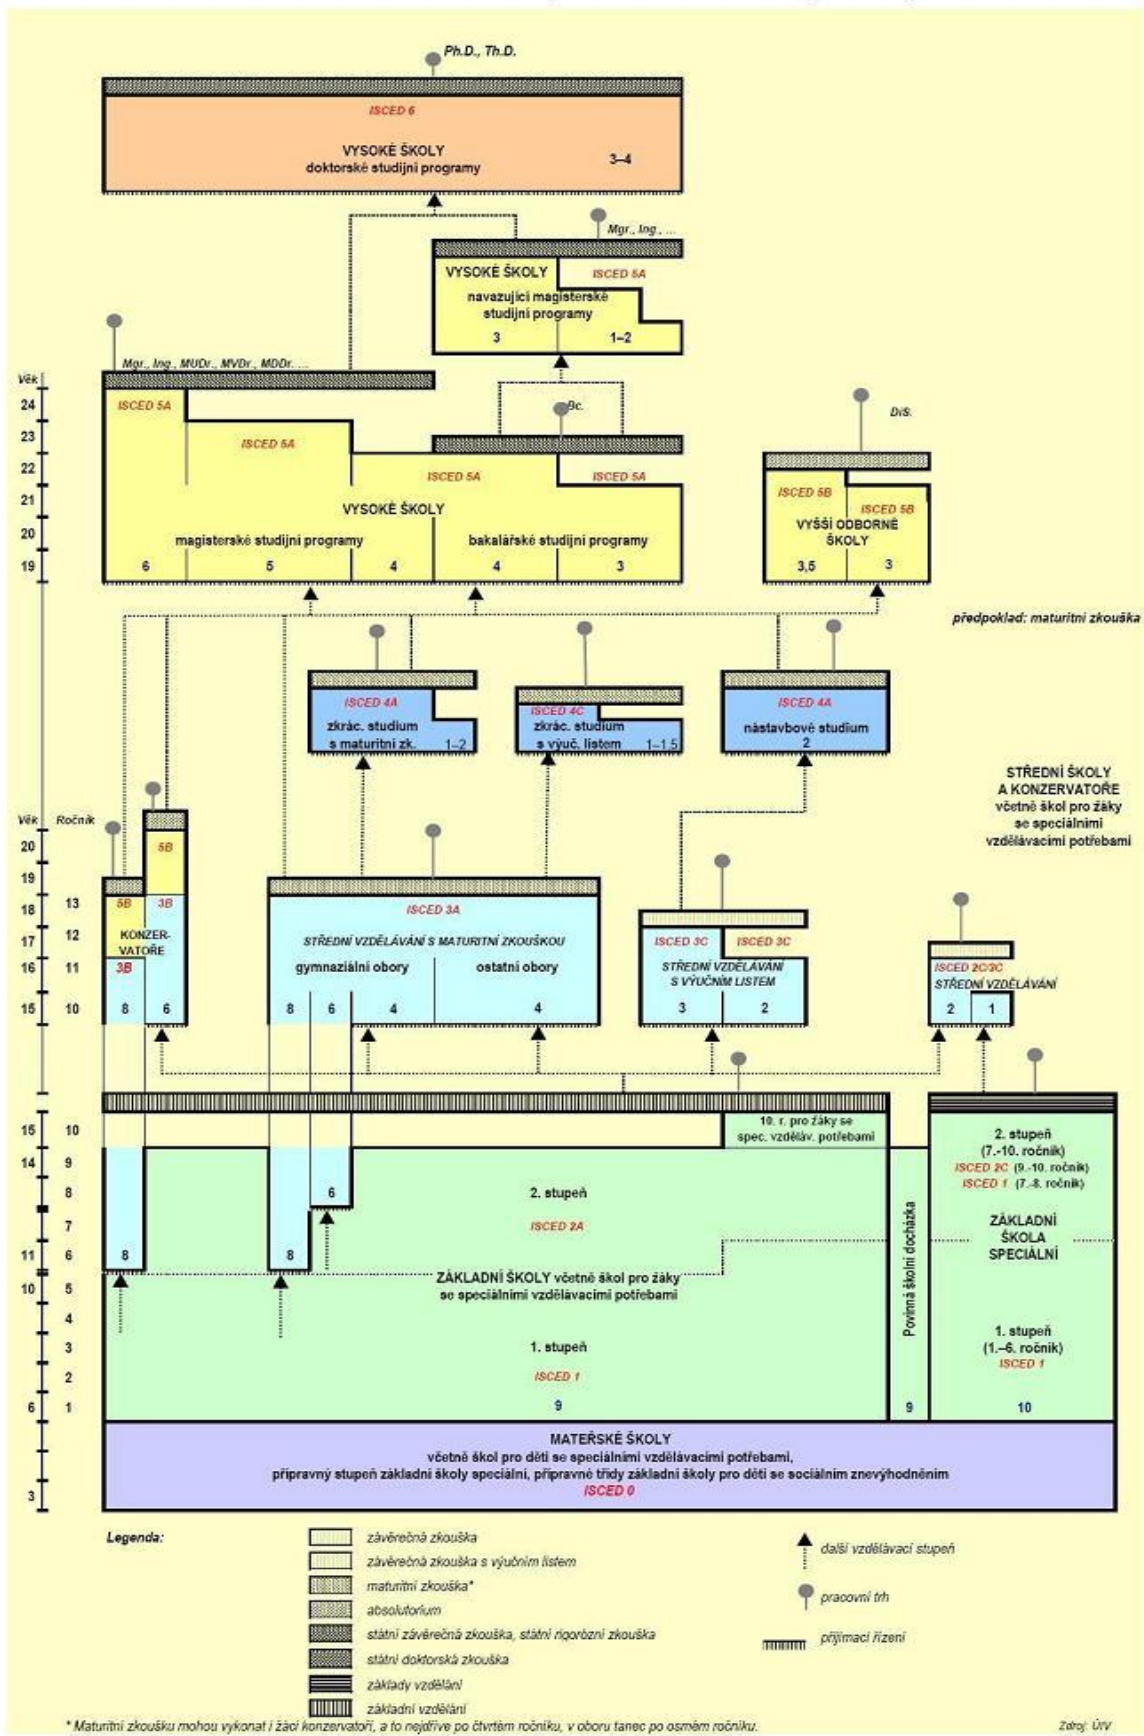 Ph.D., Th.D.
ISCED 6
VYSOKÉ ŠKOLY
doktorské studijní programy
3–4
Mgr., Ing., ...
VYSOKÉ ŠKOLY
ISCED 5A
navazující magisterské
studijní programy
3
1–2
Mgr., Ing., MUDr., MVDr., MDDr. ...
Věk
24
23
22
21
20
19
ISCED 5A
ISCED 5A
ISCED 5A
ISCED 5A
Bc.
VYSOKÉ ŠKOLY
magisterské studijní programy
bakalářské studijní programy
6
5
4
4
3
DiS.
ISCED 5B
ISCED 5B
VYŠŠÍ ODBORNÉ
ŠKOLY
3,5
3
předpoklad: maturitní zkouška
ISCED 4A
zkrác. studium
s maturitní zk.
1–2
ISCED 4C
zkrác. studium
s výuč. listem
1–1,5
ISCED 4A
nástavbové studium
2
STŘEDNÍ ŠKOLY
A KONZERVATOŘE
včetně škol pro žáky
se speciálními
vzdělávacími potřebami
Věk
Ročník
20
19
18 13
17 12
16 11
15 10
5B
5B
3B
KONZER-
VATOŘE
3B
8
6
ISCED 3A
STŘEDNÍ VZDĚLÁVÁNÍ S MATURITNÍ ZKOUŠKOU
gymnaziální obory
ostatní obory
8
6
4
4
ISCED 3C
ISCED 3C
STŘEDNÍ VZDĚLÁVÁNÍ
S VÝUČNÍM LISTEM
3
2
ISCED 2C/3C
STŘEDNÍ VZDĚLÁVÁNÍ
2
1
15 10
14 9
8
7
11 6
10 5
4
3
2
6 1
3
10. r. pro žáky se
spec. vzděláv. potřebami
6
8
8
2. stupeň
ISCED 2A
ZÁKLADNÍ ŠKOLY včetně škol pro žáky
se speciálními vzdělávacími potřebami
1. stupeň
ISCED 1
9
Povinná školní docházka
9
2. stupeň
(7.-10. ročník)
ISCED 2C (9.-10. ročník)
ISCED 1 (7.-8. ročník)
ZÁKLADNÍ
ŠKOLA
SPECIÁLNÍ
1. stupeň
(1.–6. ročník)
ISCED 1
10
MATEŘSKÉ ŠKOLY
včetně škol pro děti se speciálními vzdělávacími potřebami,
přípravný stupeň základní školy speciální, přípravné třídy základní školy pro děti se sociálním znevýhodněním
ISCED 0
Legenda:
závěrečná zkouška
závěrečná zkouška s výučním listem
maturitní zkouška*
absolutorium
státní závěrečná zkouška, státní rigorózní zkouška
státní doktorská zkouška
základy vzdělání
základní vzdělání
další vzdělávací stupeň
pracovní trh
přijímací řízení
* Maturitní zkoušku mohou vykonat i žáci konzervatoří, a to nejdříve po čtvrtém ročníku, v oboru tanec po osmém ročníku.
Zdroj: ÚIV